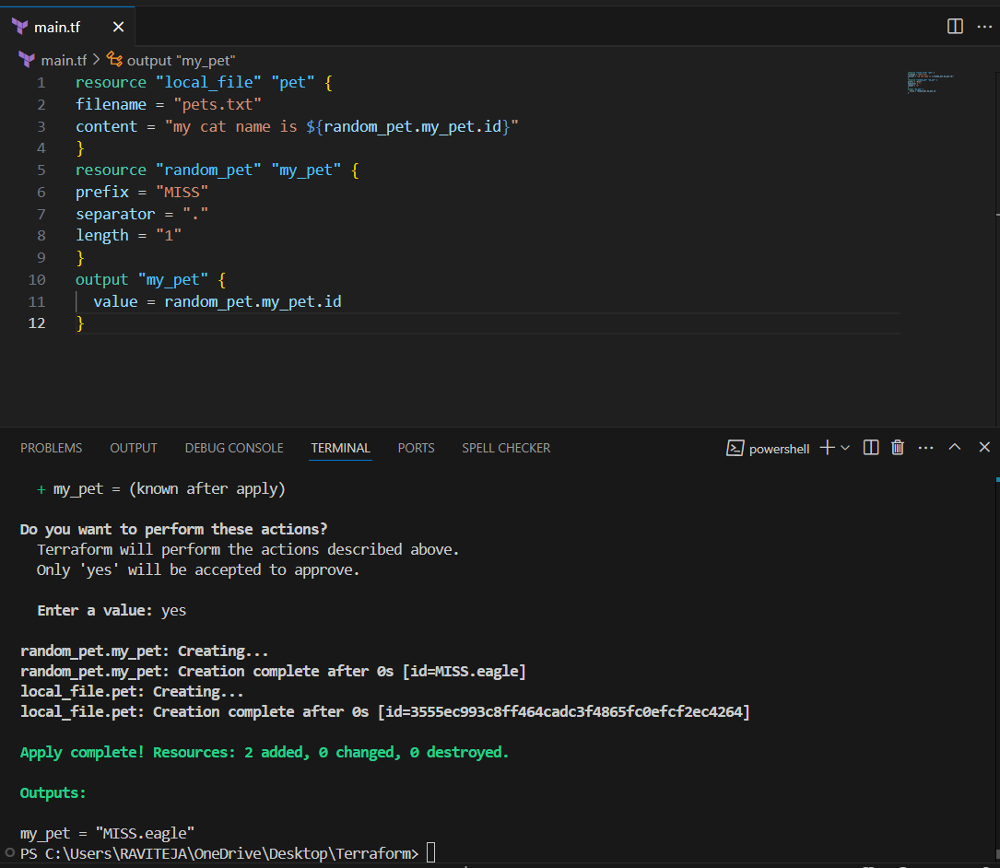 main.tf
main.tf > output "my_pet"
1 resource "local_file" "pet" {
2 filename = "pets.txt"
3 content = "my cat name is ${random_pet.my_pet.id}"
4 }
5 resource "random_pet" "my_pet" {
6 prefix = "MISS"
7 separator = "."
8 length = "1"
9 }
10 output "my_pet" {
11 value = random_pet.my_pet.id
12 }
PROBLEMS OUTPUT DEBUG CONSOLE TERMINAL PORTS SPELL CHECKER powershell
+ my_pet = (known after apply)
Do you want to perform these actions?
Terraform will perform the actions described above.
Only 'yes' will be accepted to approve.
Enter a value: yes
random_pet.my_pet: Creating...
random_pet.my_pet: Creation complete after 0s [id=MISS.eagle]
local_file.pet: Creating...
local_file.pet: Creation complete after 0s [id=3555ec993c8ff464cadc3f4865fc0efcf2ec4264]
Apply complete! Resources: 2 added, 0 changed, 0 destroyed.
Outputs:
my_pet = "MISS.eagle"
PS C:\Users\RAVITEJA\OneDrive\Desktop\Terraform>